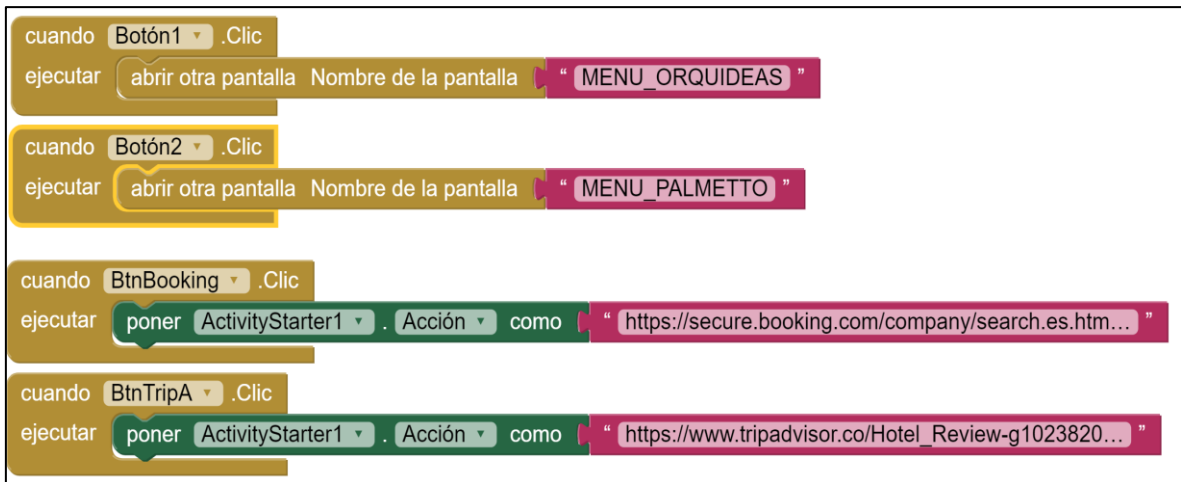 cuando Botón1 .Clic
ejecutar abrir otra pantalla Nombre de la pantalla “ MENU_ORQUIDEAS ”
cuando Botón2 .Clic
ejecutar abrir otra pantalla Nombre de la pantalla “ MENU_PALMETTO ”
cuando BtnBooking .Clic
ejecutar poner ActivityStarter1 . Acción como “ https://secure.booking.com/company/search.es.htm... ”
cuando BtnTripA .Clic
ejecutar poner ActivityStarter1 . Acción como “ https://www.tripadvisor.co/Hotel_Review-g1023820... ”